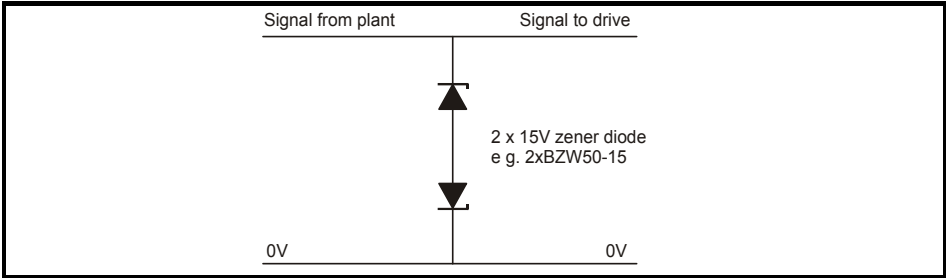 Signal from plant Signal to drive
2 x 15V zener diode
e g. 2xBZW50-15
0V 0V